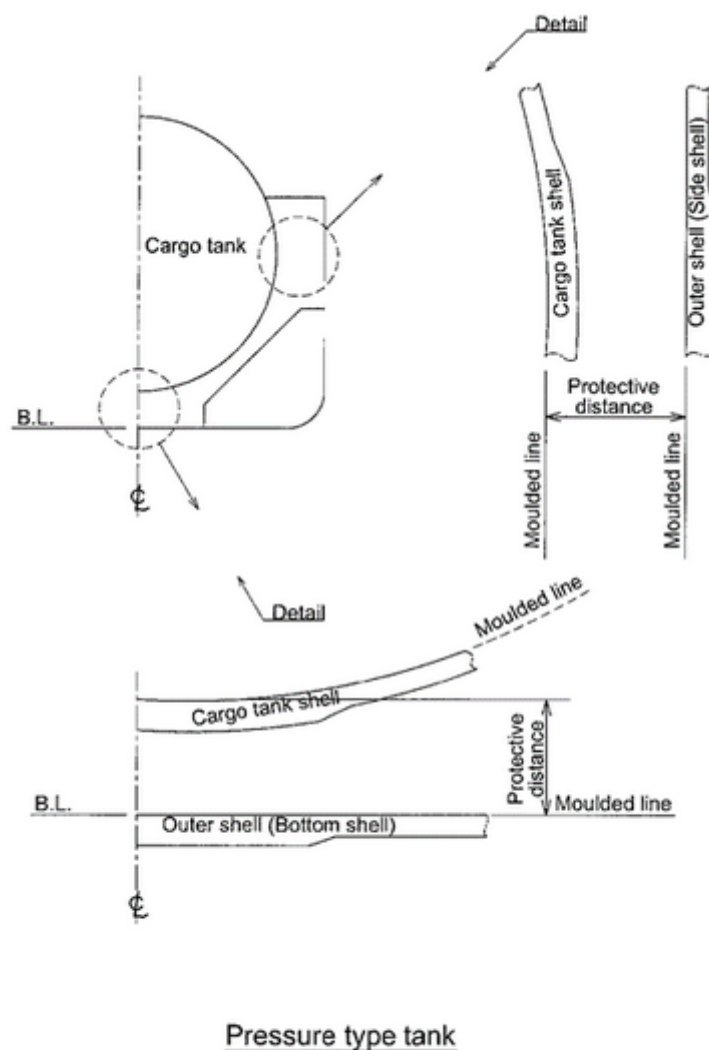 Detail
Cargo tank
B.L.
℄
Cargo tank shell
Outer shell (Side shell)
Protective
distance
Moulded line
Moulded line
Detail
Moulded line
Cargo tank shell
Protective
distance
B.L.
Moulded line
Outer shell (Bottom shell)
℄
Pressure type tank